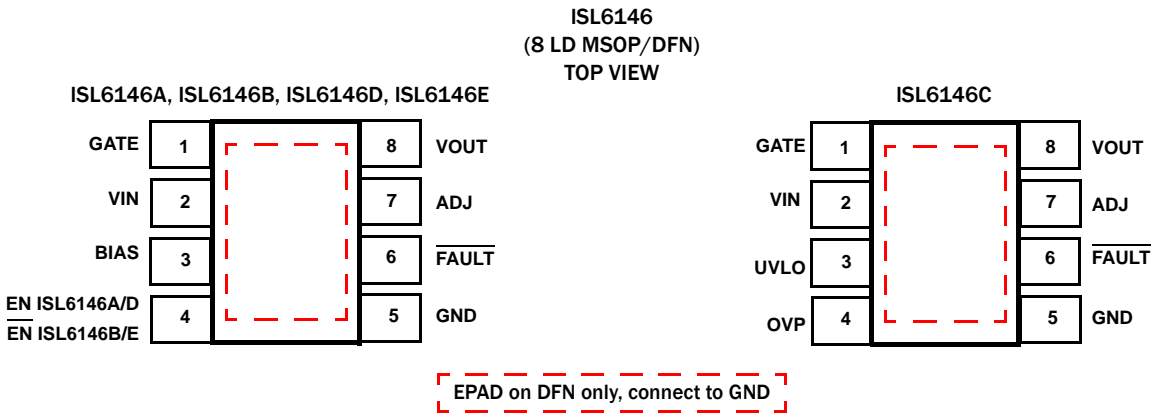 ISL6146
(8 LD MSOP/DFN)
TOP VIEW
ISL6146A, ISL6146B, ISL6146D, ISL6146E
GATE 1 8 VOUT
VIN 2 7 ADJ
BIAS 3 6 FAULT
EN ISL6146A/D
EN ISL6146B/E 4 5 GND
ISL6146C
GATE 1 8 VOUT
VIN 2 7 ADJ
UVLO 3 6 FAULT
OVP 4 5 GND
EPAD on DFN only, connect to GND